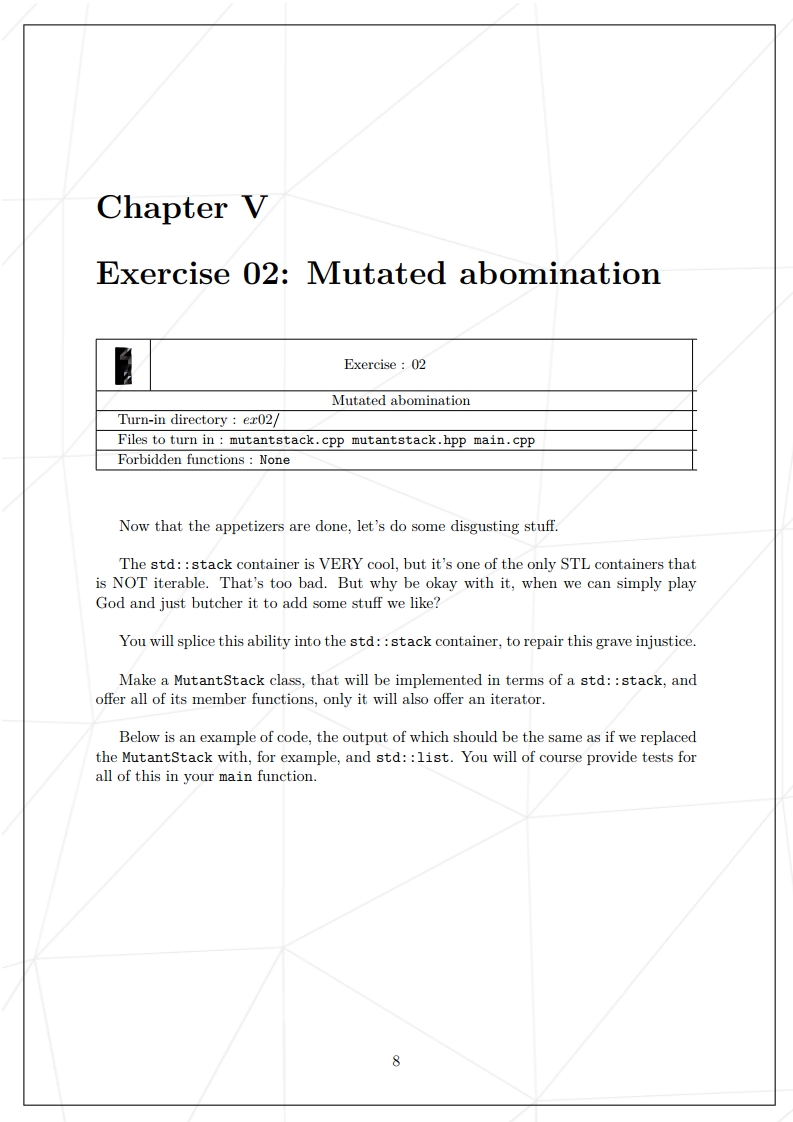 Chapter V
Exercise 02: Mutated abomination
Exercise : 02
Mutated abomination
Turn-in directory : ex02/
Files to turn in : mutantstack.cpp mutantstack.hpp main.cpp
Forbidden functions : None
Now that the appetizers are done, let's do some disgusting stuff.
The std::stack container is VERY cool, but it's one of the only STL containers that
is NOT iterable. That's too bad. But why be okay with it, when we can simply play
God and just butcher it to add some stuff we like?
You will splice this ability into the std::stack container, to repair this grave injustice.
Make a MutantStack class, that will be implemented in terms of a std::stack, and
offer all of its member functions, only it will also offer an iterator.
Below is an example of code, the output of which should be the same as if we replaced
the MutantStack with, for example, and std::list. You will of course provide tests for
all of this in your main function.
8